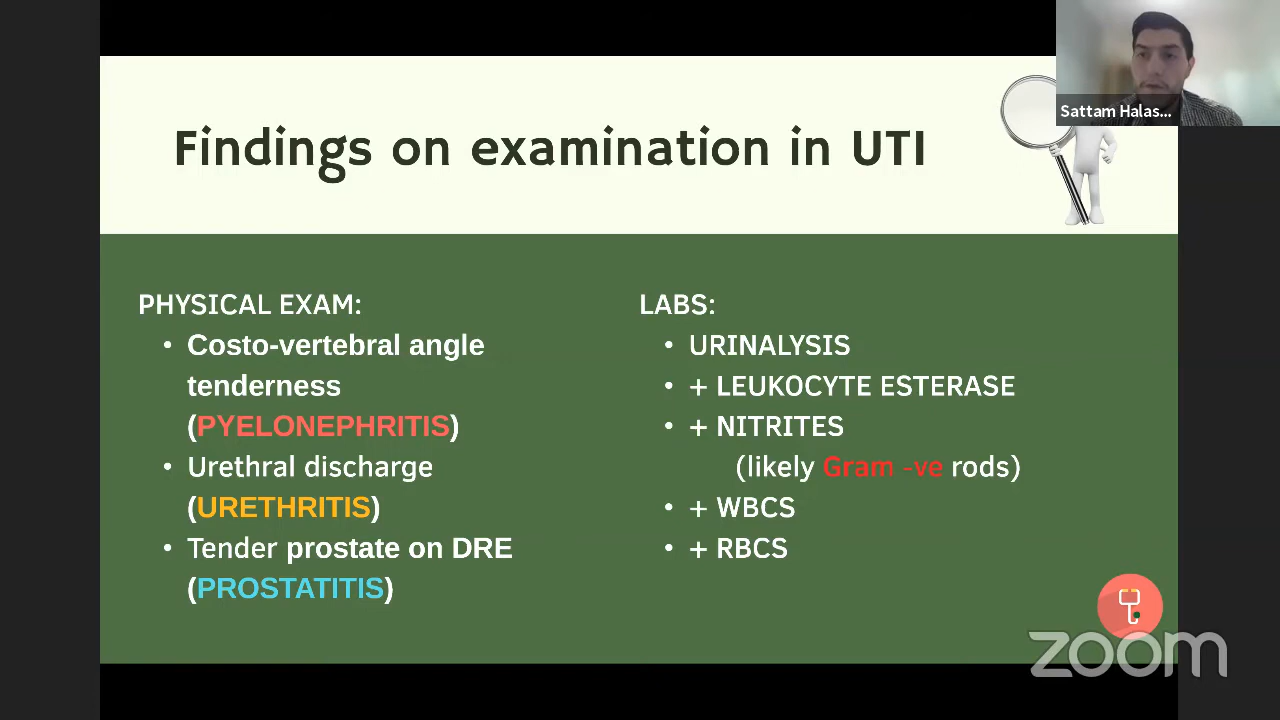 Sattam Halas...
Findings on examination in UTI
PHYSICAL EXAM:
• Costo-vertebral angle
tenderness
(PYELONEPHRITIS)
• Urethral discharge
(URETHRITIS)
• Tender prostate on DRE
(PROSTATITIS)
LABS:
• URINALYSIS
• + LEUKOCYTE ESTERASE
• + NITRITES
(likely Gram -ve rods)
• + WBCS
• + RBCS
zoom